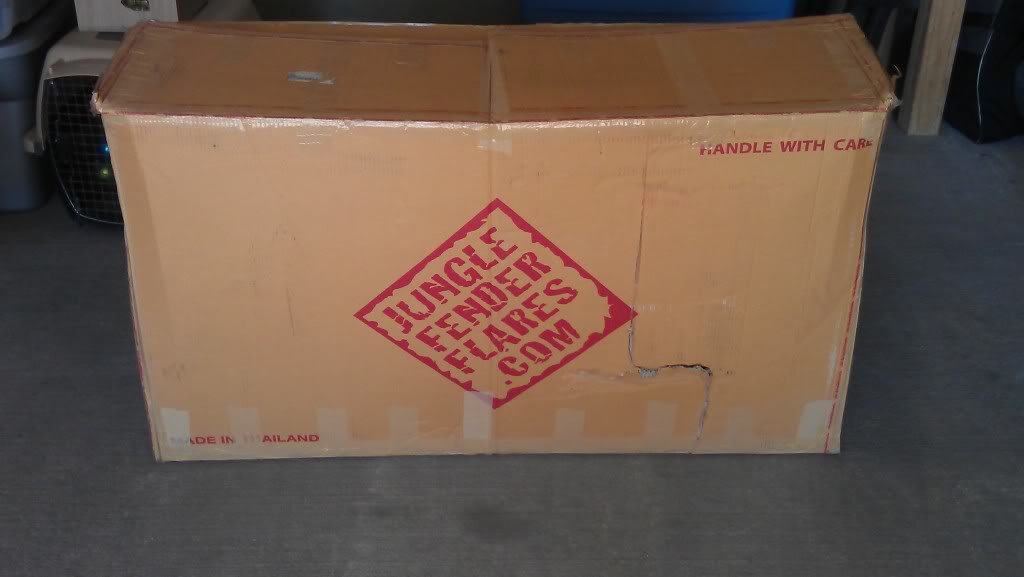 HANDLE WITH CARE
JUNGLE
FENDER
FLARES
.COM
MADE IN THAILAND